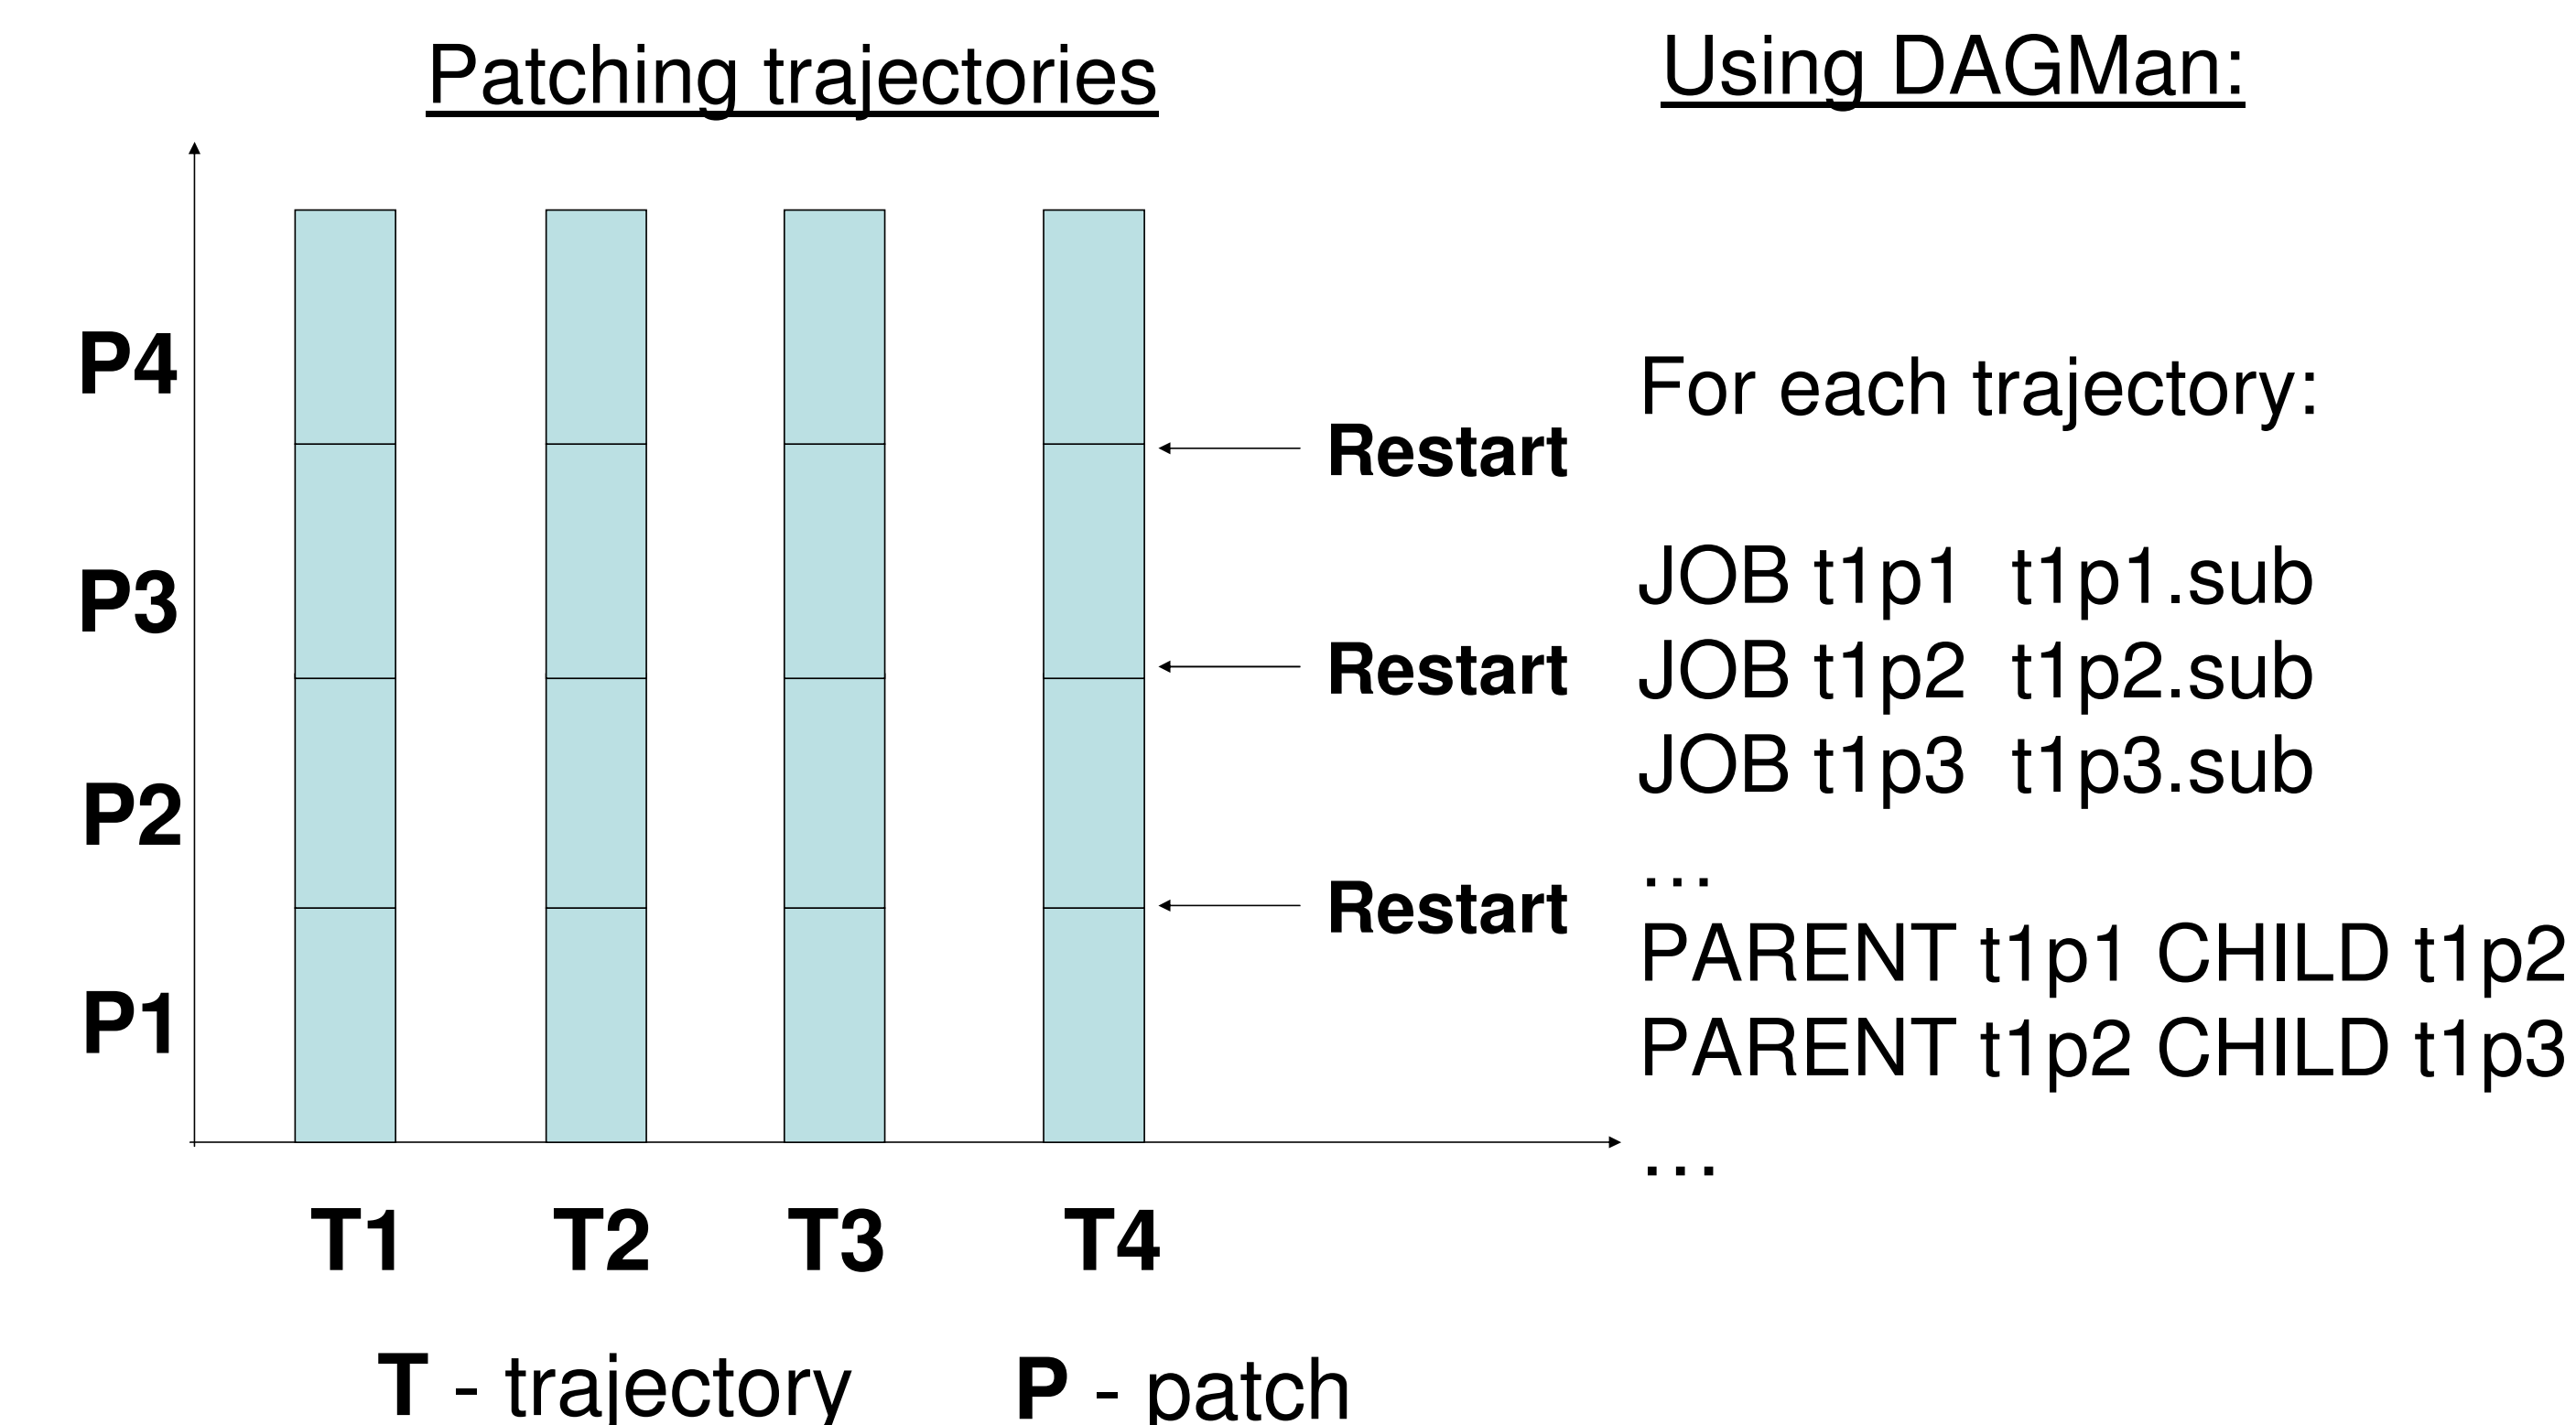 Patching trajectories
P4
P3
P2
P1
Restart
Restart
Restart
T1 T2 T3 T4
T - trajectory P - patch
Using DAGMan:
For each trajectory:
JOB t1p1 t1p1.sub
JOB t1p2 t1p2.sub
JOB t1p3 t1p3.sub
…
PARENT t1p1 CHILD t1p2
PARENT t1p2 CHILD t1p3
…